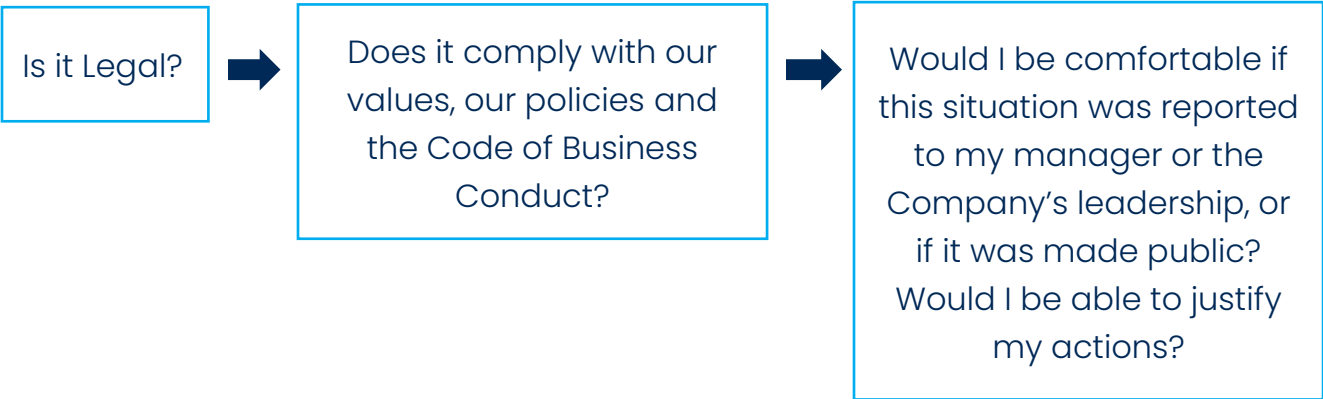 Is it Legal?
Does it comply with our
values, our policies and
the Code of Business
Conduct?
Would I be comfortable if
this situation was reported
to my manager or the
Company’s leadership, or
if it was made public?
Would I be able to justify
my actions?